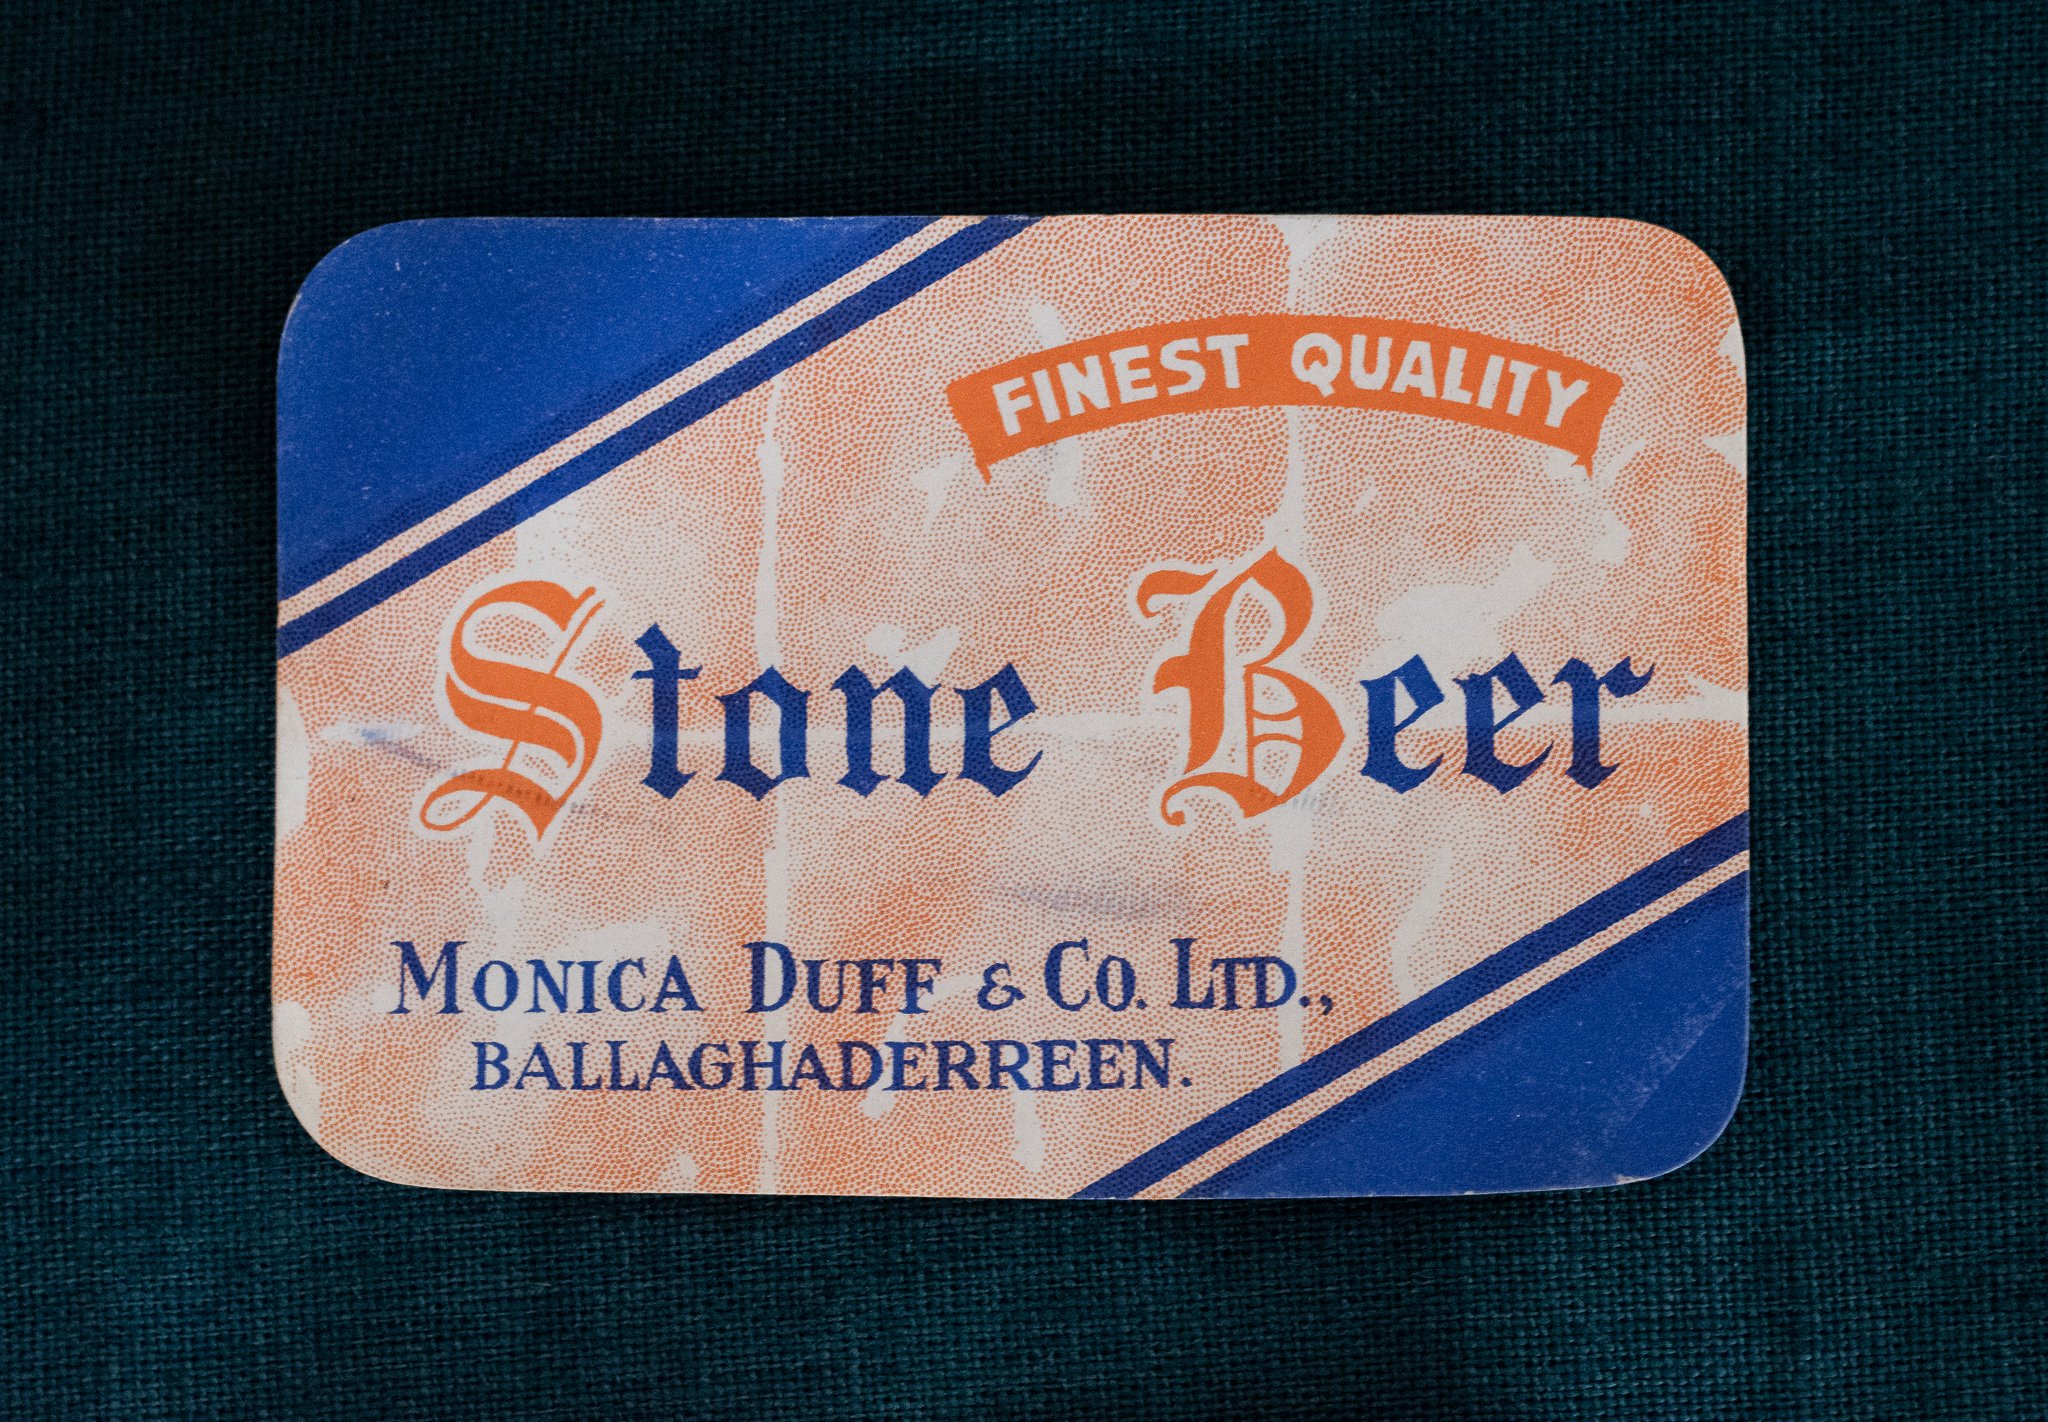 FINEST QUALITY
Stone Beer
MONICA DUFF & CO. LTD.,
BALLAGHADERREEN.